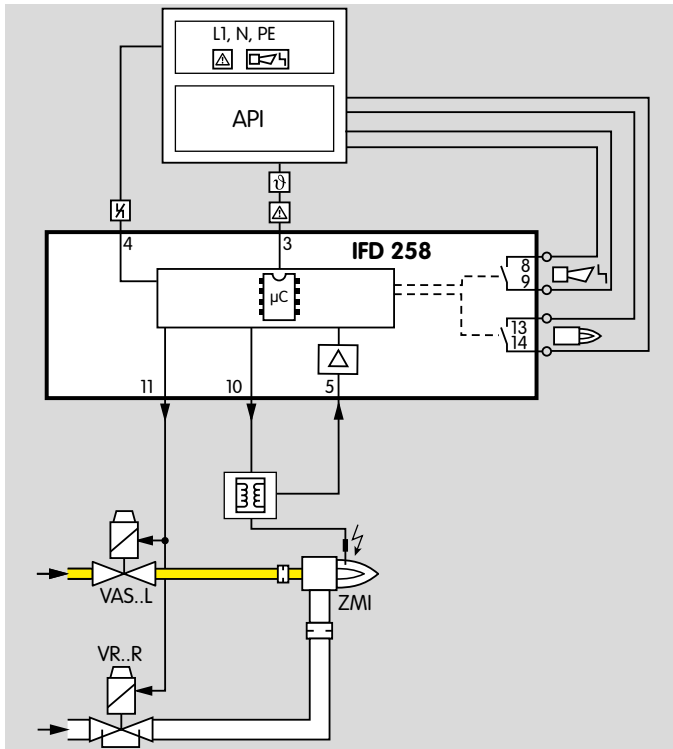 L1, N, PE
API
ϑ
4
3
IFD 258
µC
8
9
13
14
11
10
5
VAS..L
ZMI
VR..R